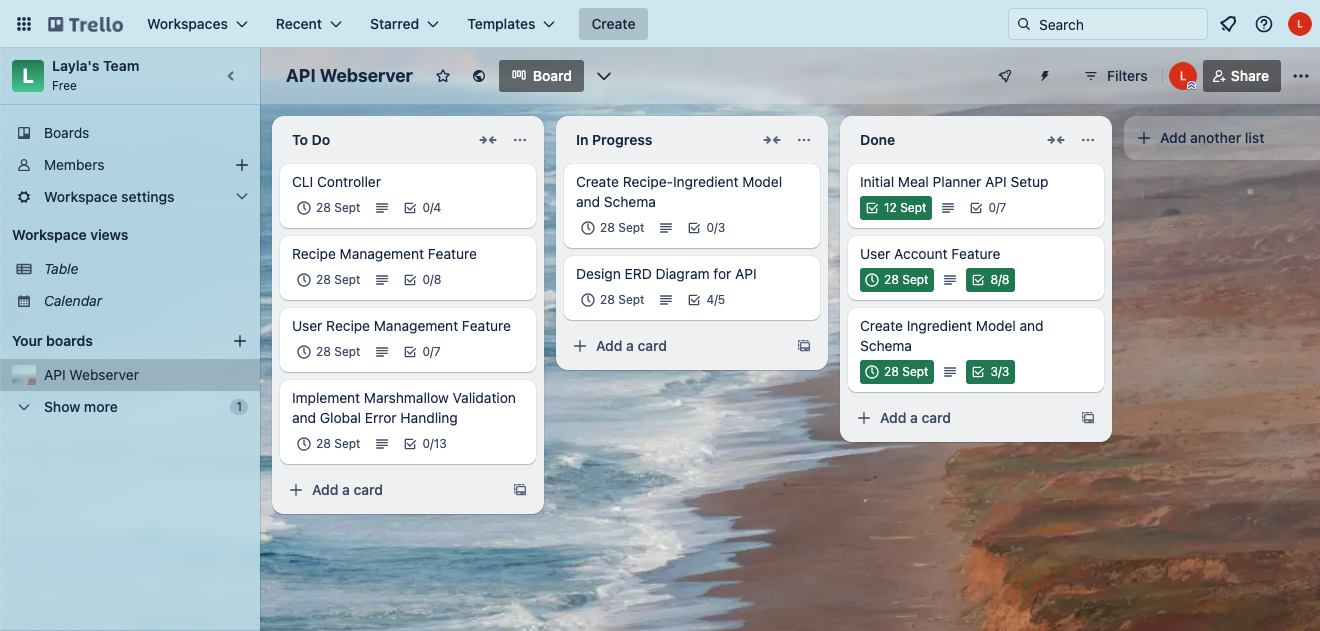 Trello
Workspaces
Recent
Starred
Templates
Create
Search
L
L
Layla's Team
Free
API Webserver
Board
Filters
L
Share
Boards
Members
Workspace settings
Workspace views
Table
Calendar
Your boards
API Webserver
Show more
1
To Do
CLI Controller
28 Sept 0/4
Recipe Management Feature
28 Sept 0/8
User Recipe Management Feature
28 Sept 0/7
Implement Marshmallow Validation
and Global Error Handling
28 Sept 0/13
Add a card
In Progress
Create Recipe-Ingredient Model
and Schema
28 Sept 0/3
Design ERD Diagram for API
28 Sept 4/5
Add a card
Done
Initial Meal Planner API Setup
12 Sept 0/7
User Account Feature
28 Sept 8/8
Create Ingredient Model and
Schema
28 Sept 3/3
Add a card
Add another list